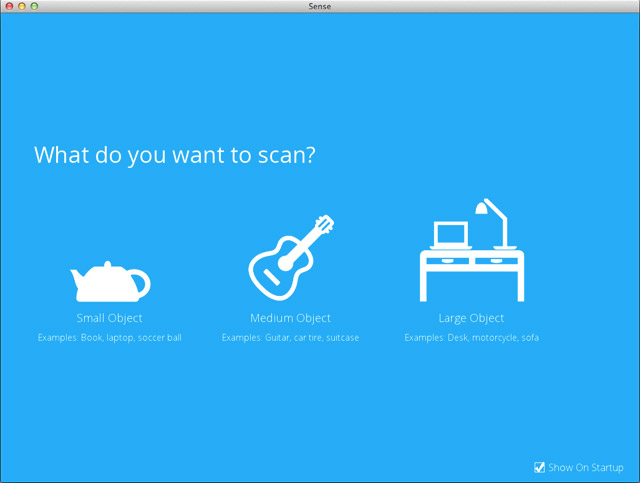 Sense
What do you want to scan?
Small Object
Medium Object
Large Object
Examples: Book, laptop, soccer ball
Examples: Guitar, car tire, suitcase
Examples: Desk, motorcycle, sofa
Show On Startup